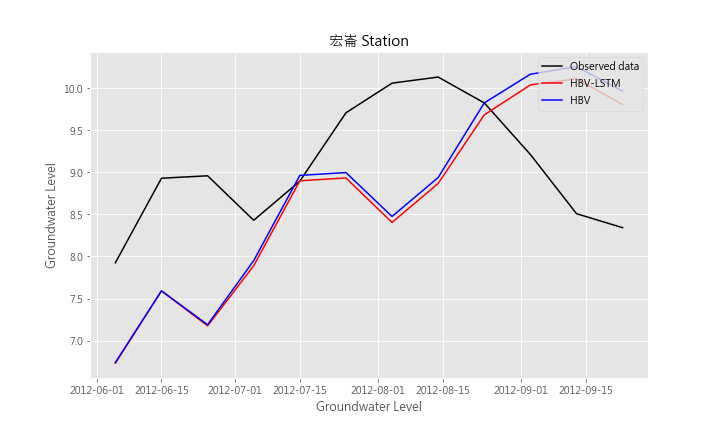 宏崙 Station
Observed data
HBV-LSTM
HBV
Groundwater Level
10.0
9.5
9.0
8.5
8.0
7.5
7.0
2012-06-01 2012-06-15 2012-07-01 2012-07-15 2012-08-01 2012-08-15 2012-09-01 2012-09-15
Groundwater Level